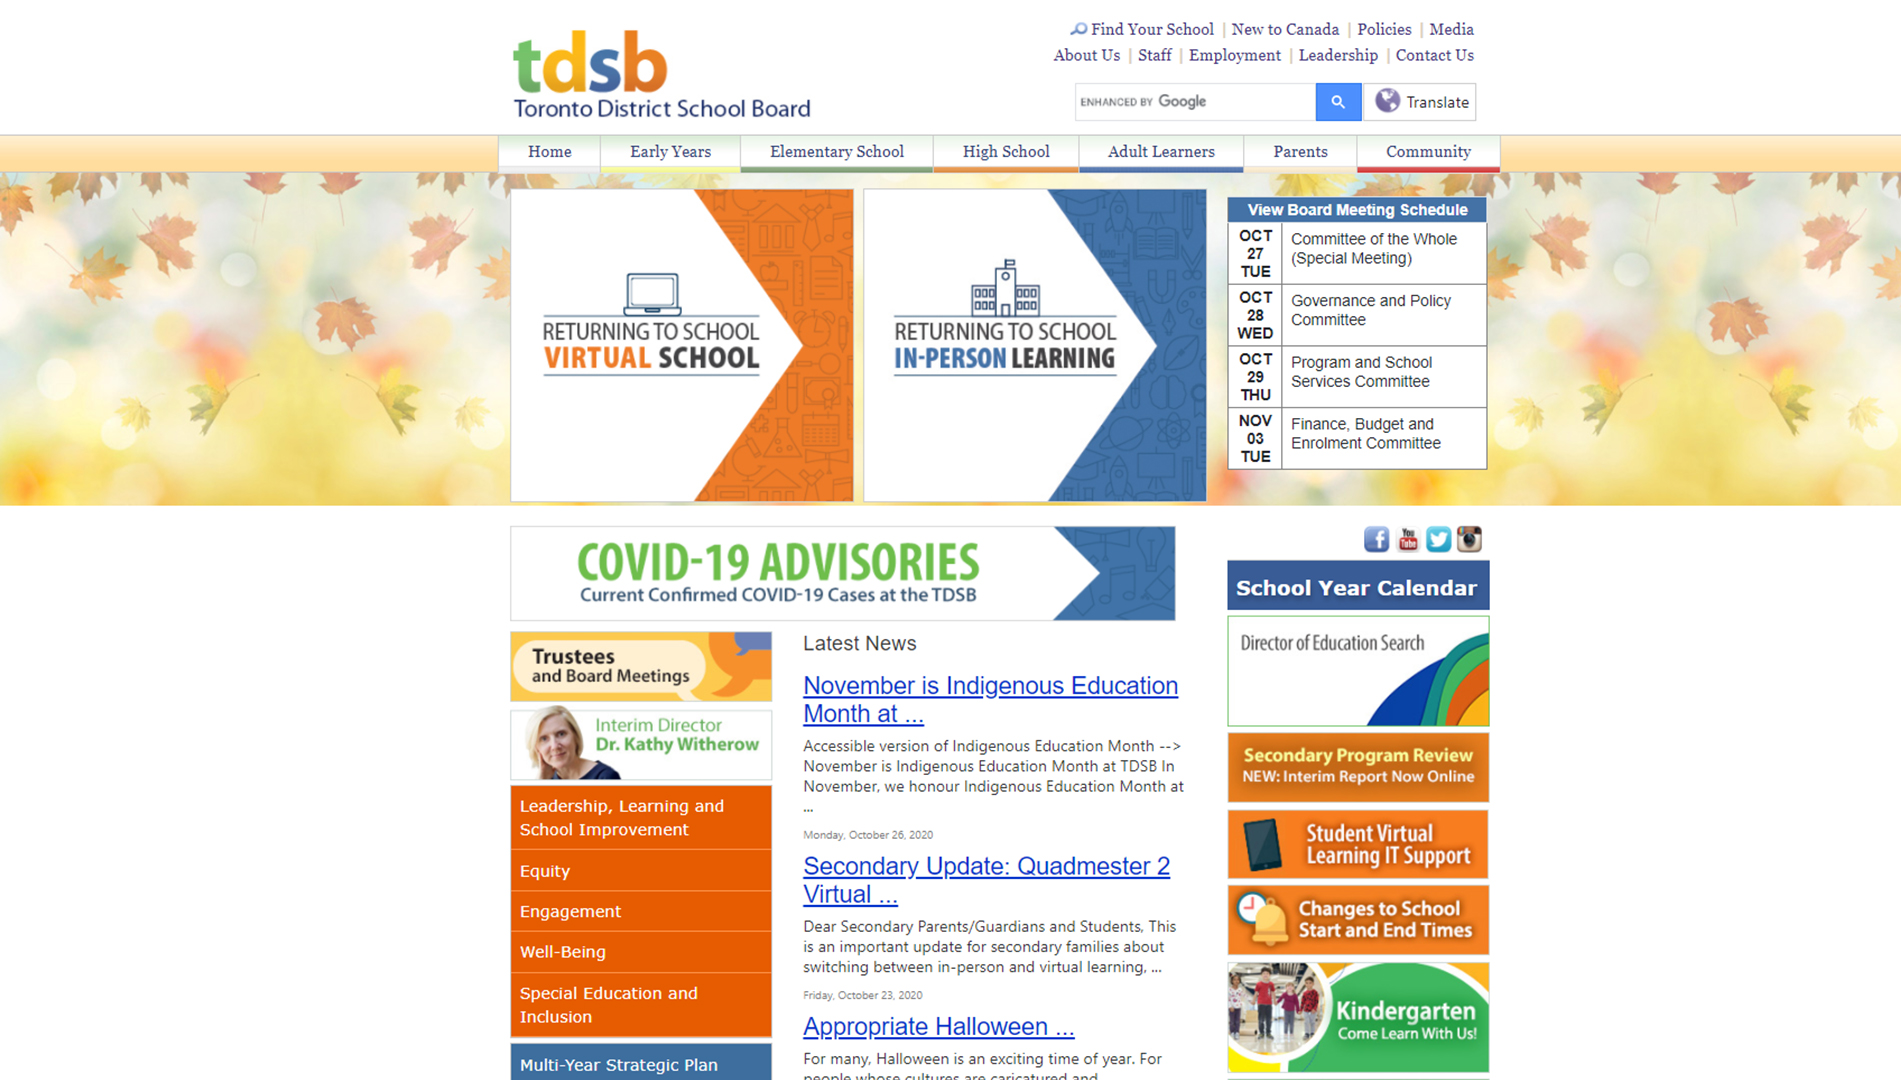 tdsb
Toronto District School Board
Find Your School | New to Canada | Policies | Media
About Us | Staff | Employment | Leadership | Contact Us
ENHANCED BY Google
Translate
Home
Early Years
Elementary School
High School
Adult Learners
Parents
Community
RETURNING TO SCHOOL
VIRTUAL SCHOOL
RETURNING TO SCHOOL
IN-PERSON LEARNING
View Board Meeting Schedule
OCT
27
TUE
Committee of the Whole
(Special Meeting)
OCT
28
WED
Governance and Policy
Committee
OCT
29
THU
Program and School
Services Committee
NOV
03
TUE
Finance, Budget and
Enrolment Committee
COVID-19 ADVISORIES
Current Confirmed COVID-19 Cases at the TDSB
Trustees
and Board Meetings
Interim Director
Dr. Kathy Witherow
Leadership, Learning and
School Improvement
Equity
Engagement
Well-Being
Special Education and
Inclusion
Multi-Year Strategic Plan
Latest News
November is Indigenous Education
Month at ...
Accessible version of Indigenous Education Month -->
November is Indigenous Education Month at TDSB In
November, we honour Indigenous Education Month at
...
Monday, October 26, 2020
Secondary Update: Quadmester 2
Virtual ...
Dear Secondary Parents/Guardians and Students, This
is an important update for secondary families about
switching between in-person and virtual learning, ...
Friday, October 23, 2020
Appropriate Halloween ...
For many, Halloween is an exciting time of year. For
people whose cultures are caricatured and
You
Tube
School Year Calendar
Director of Education Search
Secondary Program Review
NEW: Interim Report Now Online
Student Virtual
Learning IT Support
Changes to School
Start and End Times
Kindergarten
Come Learn With Us!